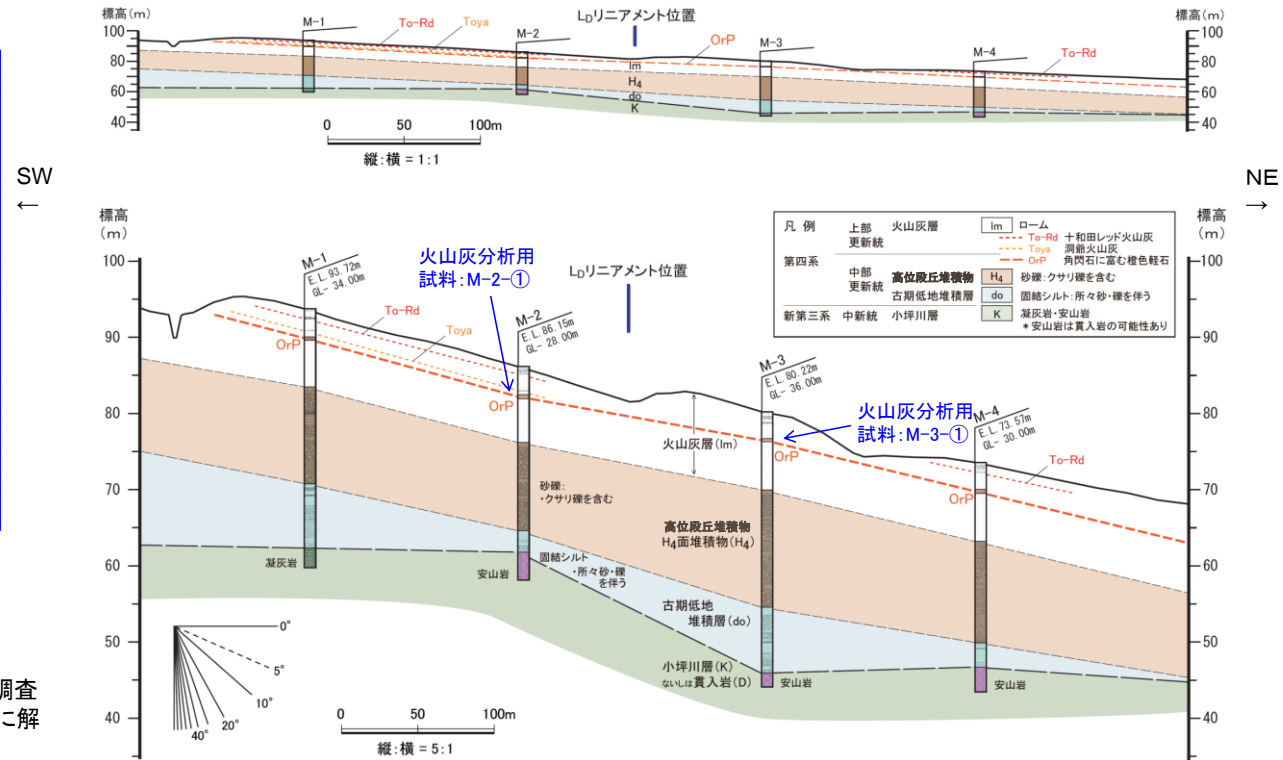 標高(m)
M-1
To-Rd
Toya
M-2
LDリニアメント位置
OrP
M-3
M-4
To-Rd
標高(m)
100
80
60
40
lm
H4
do
K
100
80
60
40
0 50 100m
縦:横 = 1:1
SW
←
NE
→
標高
(m)
100
90
80
70
60
50
40
M-1
E.L. 93.72m
GL- 34.00m
火山灰分析用
試料:M-2-①
LDリニアメント位置
To-Rd
Toya
OrP
M-2
E.L. 86.15m
GL- 28.00m
OrP
火山灰層(lm)
M-3
E.L. 80.22m
GL- 36.00m
火山灰分析用
試料:M-3-①
OrP
M-4
E.L. 73.57m
GL- 30.00m
To-Rd
OrP
砂礫:
・クサリ礫を含む
高位段丘堆積物
H4面堆積物(H4)
凝灰岩
安山岩
固結シルト
・所々砂・礫
を伴う
古期低地
堆積層(do)
小坪川層(K)
ないしは貫入岩(D)
安山岩
安山岩
凡 例
上部
更新統
火山灰層
lm
ローム
To-Rd 十和田レッド火山灰
Toya 洞爺火山灰
OrP 角閃石に富む橙色軽石
第四系
中部
更新統
高位段丘堆積物
H4
砂礫:クサリ礫を含む
古期低地堆積層
do
固結シルト:所々砂・礫を伴う
新第三系 中新統 小坪川層
K
凝灰岩・安山岩
*安山岩は貫入岩の可能性あり
標高
(m)
100
90
80
70
60
50
40
0°
5°
10°
20°
40°
0 50 100m
縦:横 = 5:1
調査
に解